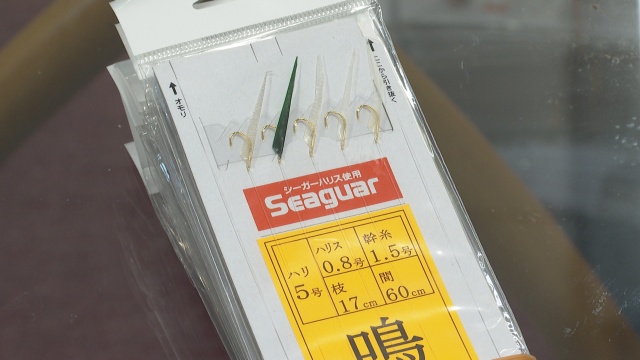 オモリ
ここから引き抜く
シーガーハリス使用
Seaguar
ハリ
5号
ハリス
0.8号
幹糸
1.5号
枝
17cm
間
60cm
鳴